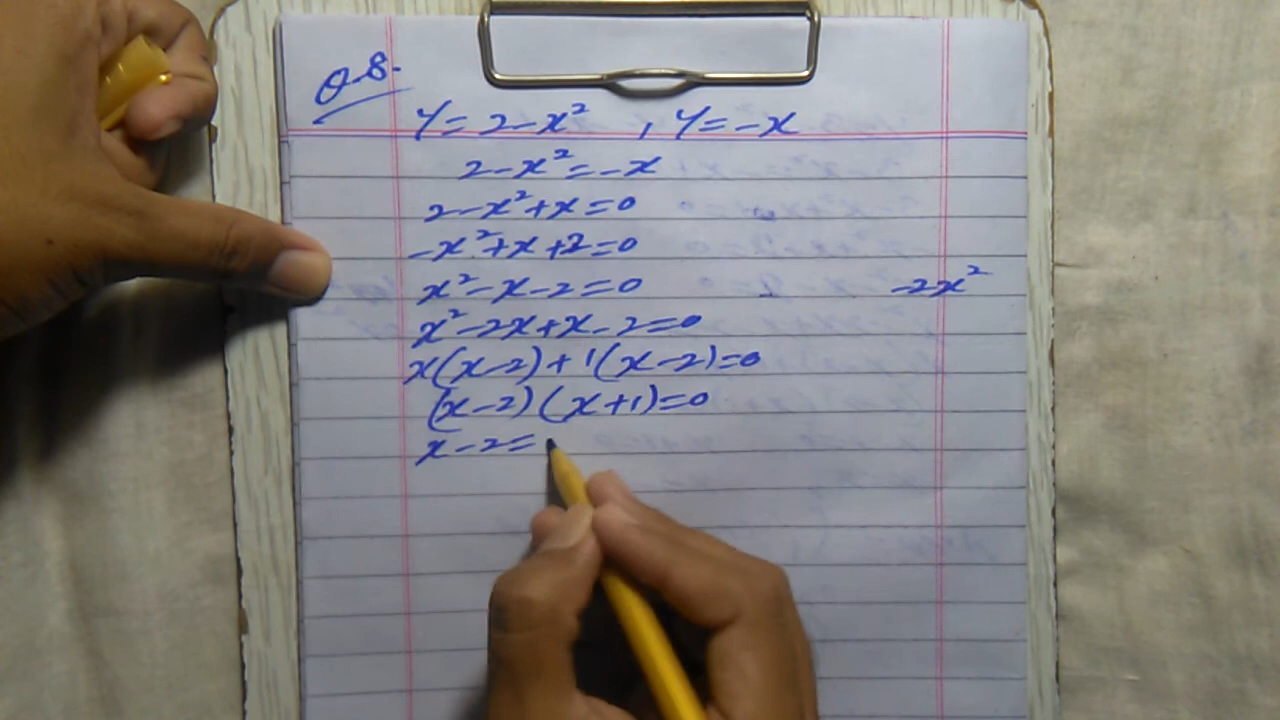 Q.8.
y = 2 - x² , y = -x
2 - x² = -x
2 - x² + x = 0
-x² + x + 2 = 0
x² - x - 2 = 0
-2x²
x² - 2x + x - 2 = 0
x(x - 2) + 1(x - 2) = 0
(x - 2) (x + 1) = 0
x - 2 =